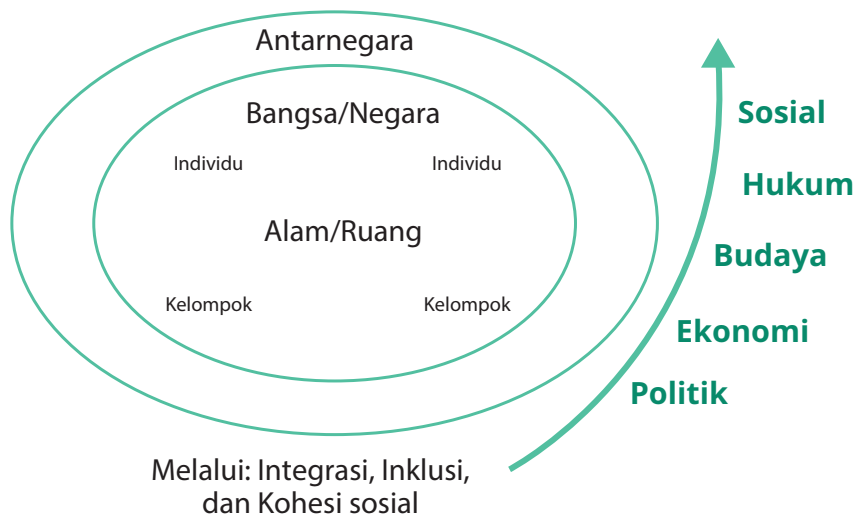 Antarnegara
Bangsa/Negara
Individu
Individu
Alam/Ruang
Kelompok
Kelompok
Sosial
Hukum
Budaya
Ekonomi
Politik
Melalui: Integrasi, Inklusi,
dan Kohesi sosial